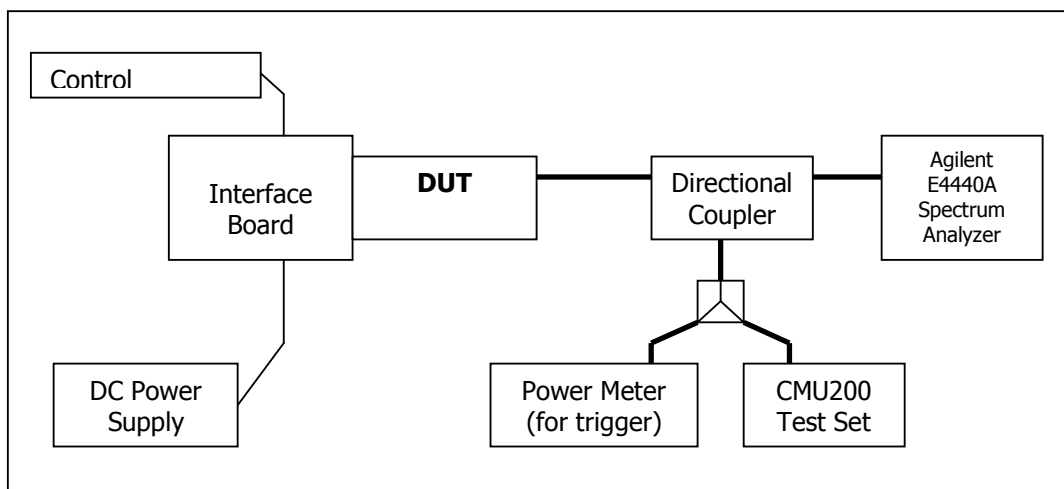 Control
Interface
Board
DUT
Directional
Coupler
Agilent
E4440A
Spectrum
Analyzer
DC Power
Supply
Power Meter
(for trigger)
CMU200
Test Set